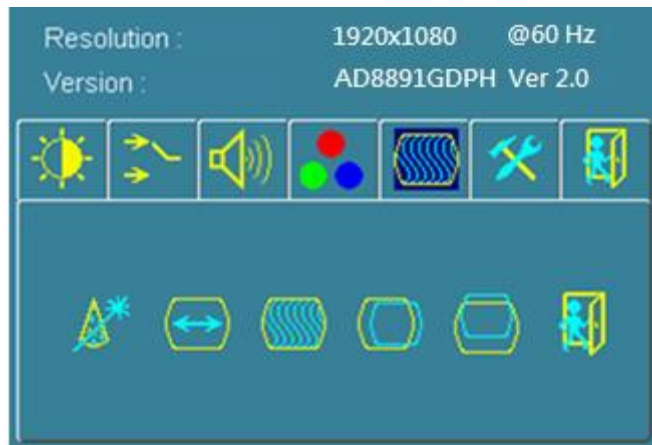 Resolution : 1920x1080 @60 Hz
Version : AD8891GDPH Ver 2.0